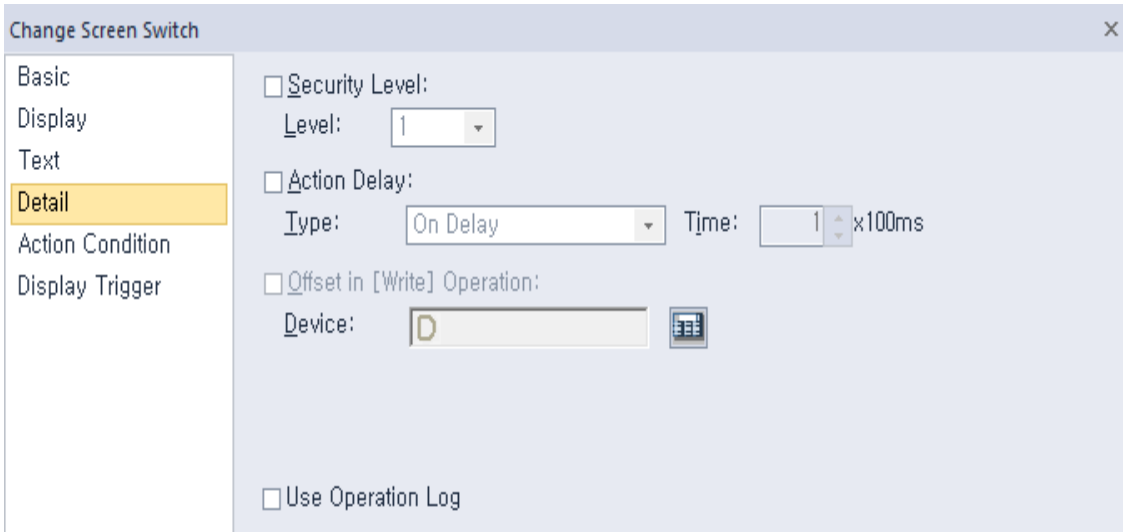 Change Screen Switch
Basic
Display
Text
Detail
Action Condition
Display Trigger
Security Level:
Level: 1
Action Delay:
Type: On Delay Time: 1 x100ms
Offset in [Write] Operation:
Device: D
Use Operation Log